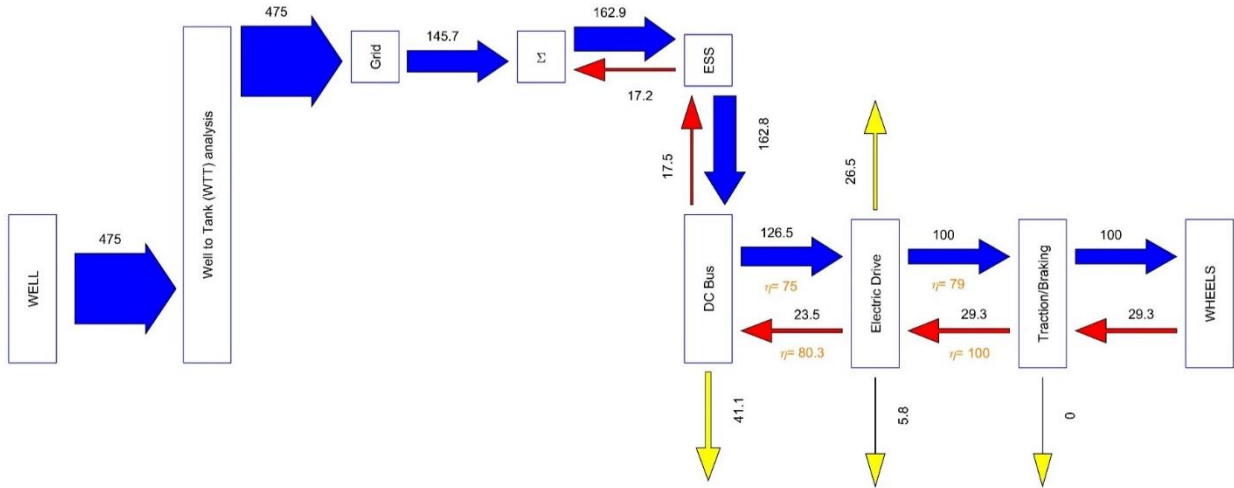 475
145.7
162.9
Grid
Σ
ESS
17.2
17.5
162.8
26.5
Well to Tank (WTT) analysis
475
WELL
126.5
100
100
DC Bus
Electric Drive
Traction/Braking
WHEELS
η= 75
η= 79
23.5
29.3
29.3
η= 80.3
η= 100
41.1
5.8
0